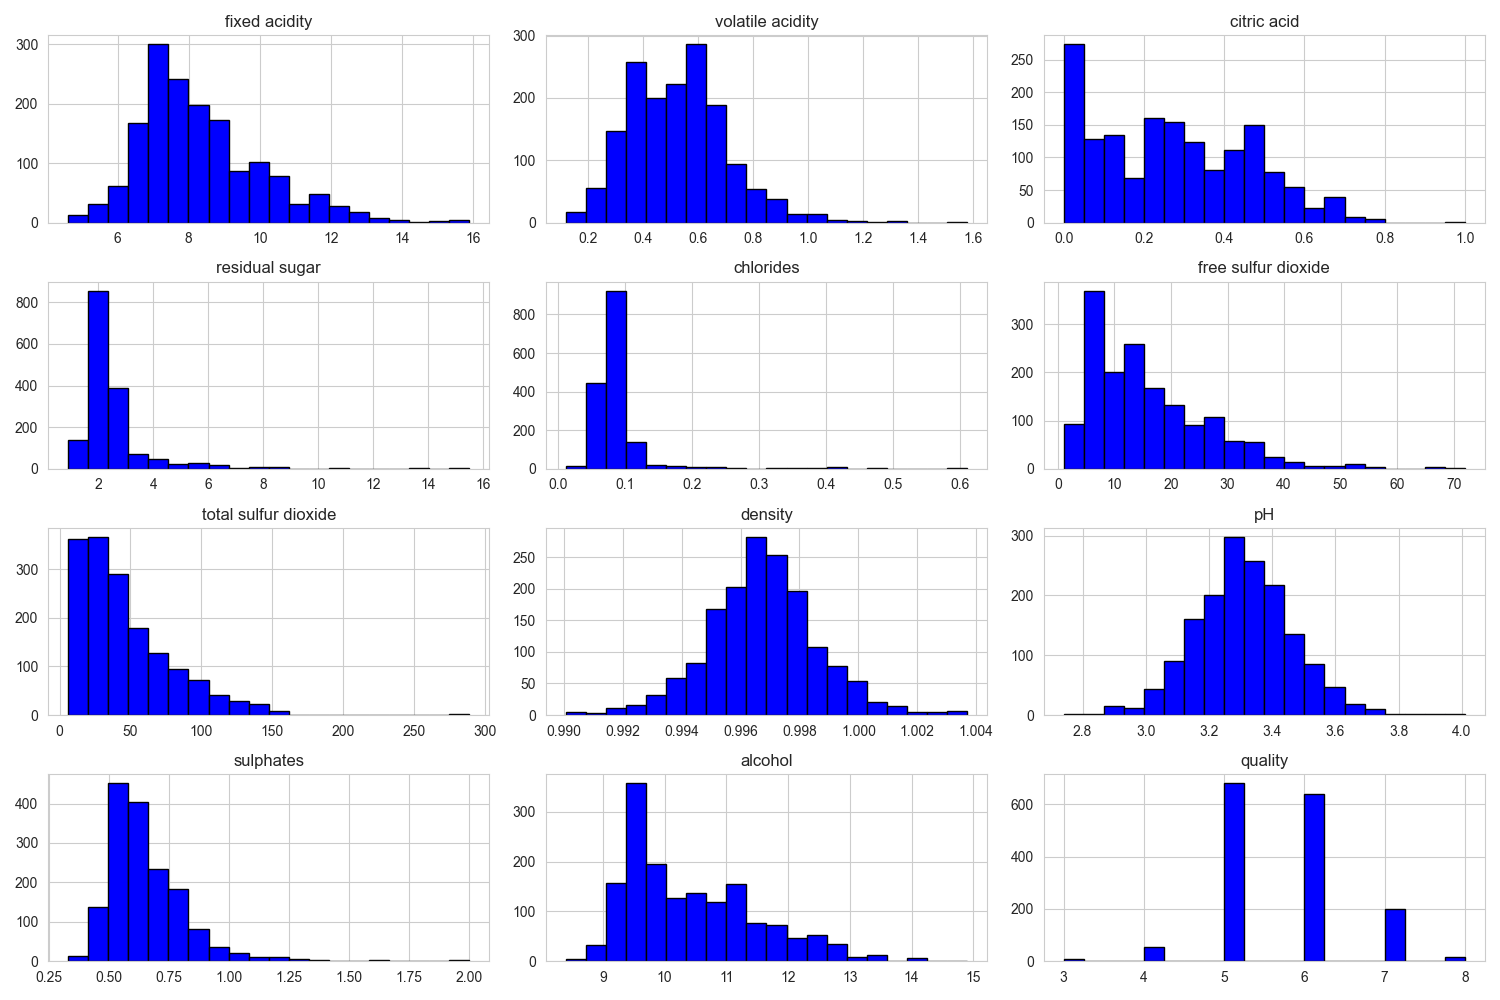 fixed acidity
300
200
100
0
6 8 10 12 14 16
volatile acidity
300
200
100
0
0.2 0.4 0.6 0.8 1.0 1.2 1.4 1.6
citric acid
250
200
150
100
50
0
0.0 0.2 0.4 0.6 0.8 1.0
residual sugar
800
600
400
200
0
2 4 6 8 10 12 14 16
chlorides
800
600
400
200
0
0.0 0.1 0.2 0.3 0.4 0.5 0.6
free sulfur dioxide
300
200
100
0
0 10 20 30 40 50 60 70
total sulfur dioxide
300
200
100
0
0 50 100 150 200 250 300
density
250
200
150
100
50
0
0.990 0.992 0.994 0.996 0.998 1.000 1.002 1.004
pH
300
200
100
0
2.8 3.0 3.2 3.4 3.6 3.8 4.0
sulphates
400
300
200
100
0
0.25 0.50 0.75 1.00 1.25 1.50 1.75 2.00
alcohol
300
200
100
0
9 10 11 12 13 14 15
quality
600
400
200
0
3 4 5 6 7 8